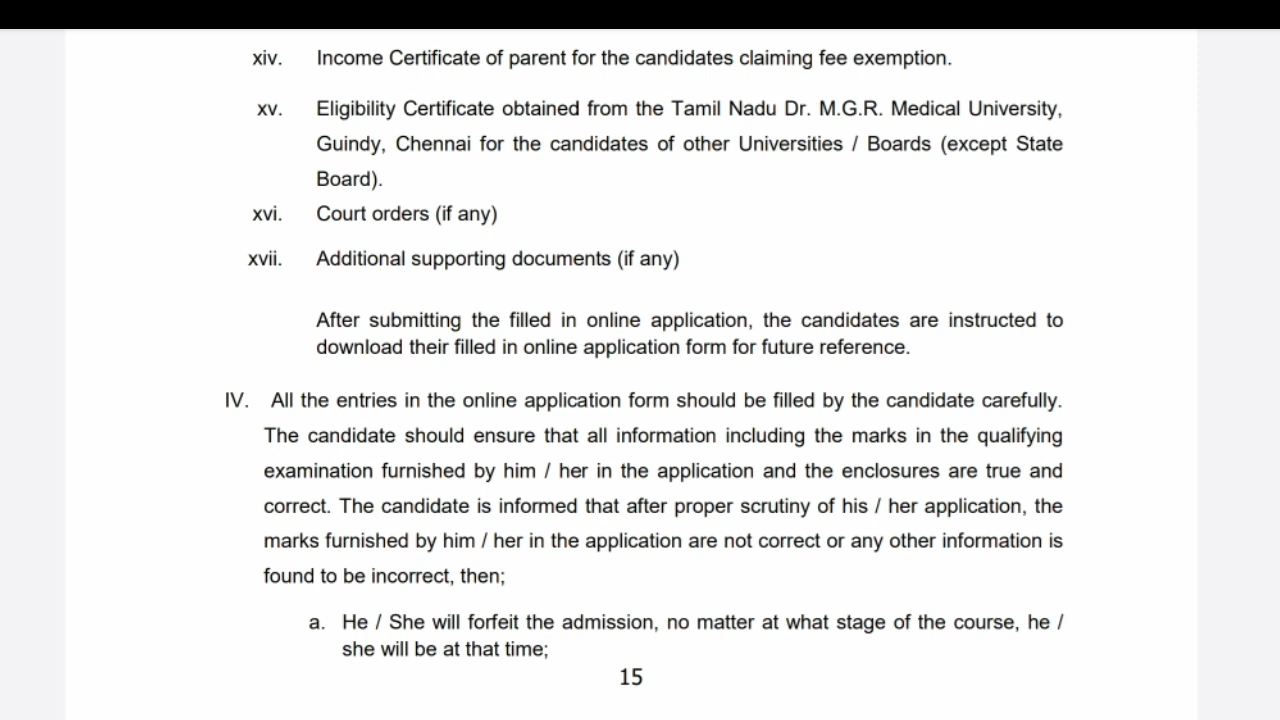 xiv. Income Certificate of parent for the candidates claiming fee exemption.
xv. Eligibility Certificate obtained from the Tamil Nadu Dr. M.G.R. Medical University,
Guindy, Chennai for the candidates of other Universities / Boards (except State
Board).
xvi. Court orders (if any)
xvii. Additional supporting documents (if any)
After submitting the filled in online application, the candidates are instructed to
download their filled in online application form for future reference.
IV. All the entries in the online application form should be filled by the candidate carefully.
The candidate should ensure that all information including the marks in the qualifying
examination furnished by him / her in the application and the enclosures are true and
correct. The candidate is informed that after proper scrutiny of his / her application, the
marks furnished by him / her in the application are not correct or any other information is
found to be incorrect, then;
a. He / She will forfeit the admission, no matter at what stage of the course, he /
she will be at that time;
15